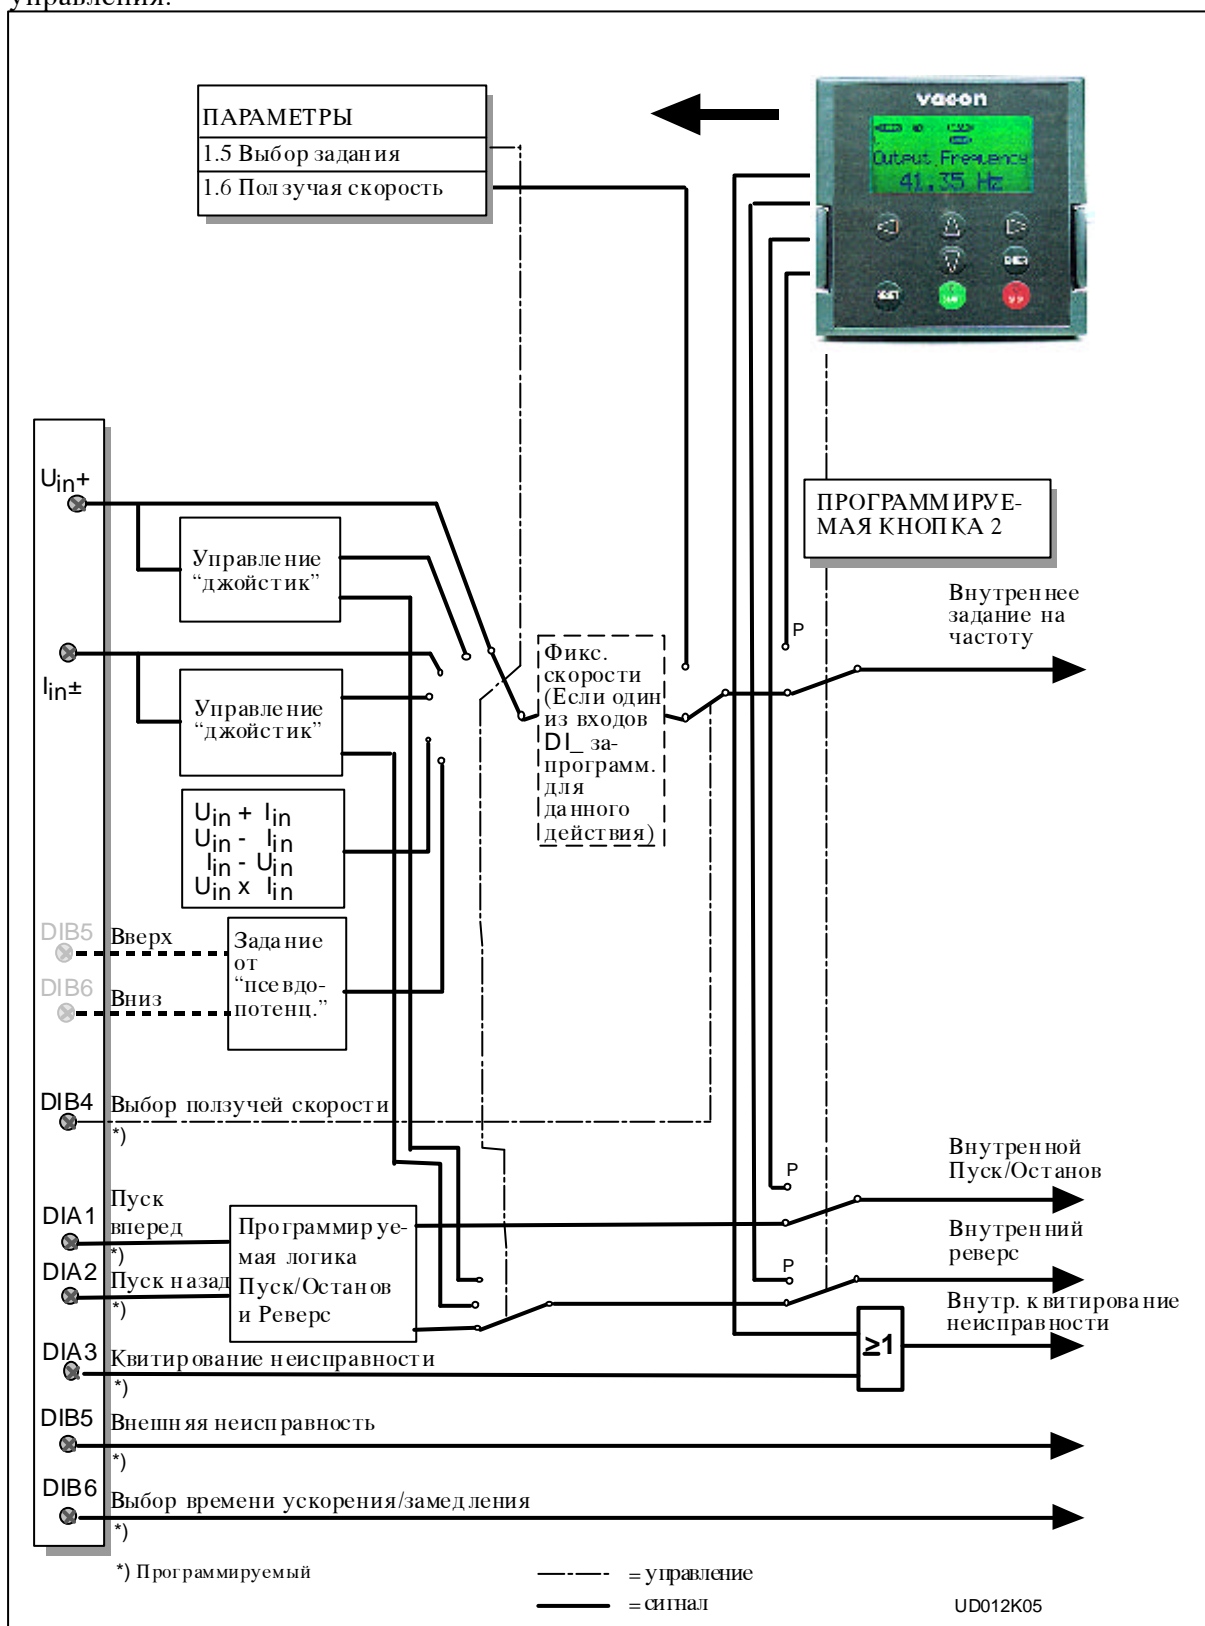 управления.
vacon
Output Frequency
41.35 Hz
ПАРАМЕТРЫ
1.5 Выбор задания
1.6 Ползучая скорость
Uin+
Управление
“джойстик”
ПРОГРАММИРУЕ-
МАЯ КНОПКА 2
Внутреннее
задание на
частоту
P
Iin±
Управление
“джойстик”
Фикс.
скорости
(Если один
из входов
DI_ за-
программ.
для
данного
действия)
Uin + Iin
Uin - Iin
Iin - Uin
Uin x Iin
DIB5 Вверх
DIB6 Вниз
Задание
от
“псевдо-
потенц.”
DIB4 Выбор ползучей скорости
*)
Внутренной
Пуск/Останов
P
DIA1 Пуск
вперед
*)
DIA2 Пуск назад
*)
Программируе-
мая логика
Пуск/Останов
и Реверс
Внутренний
реверс
P
Внутр. квитирование
неисправности
≥1
DIA3 Квитирование неисправности
*)
DIB5 Внешняя неисправность
*)
DIB6 Выбор времени ускорения/замедления
*)
*) Программируемый
= управление
= сигнал
UD012K05